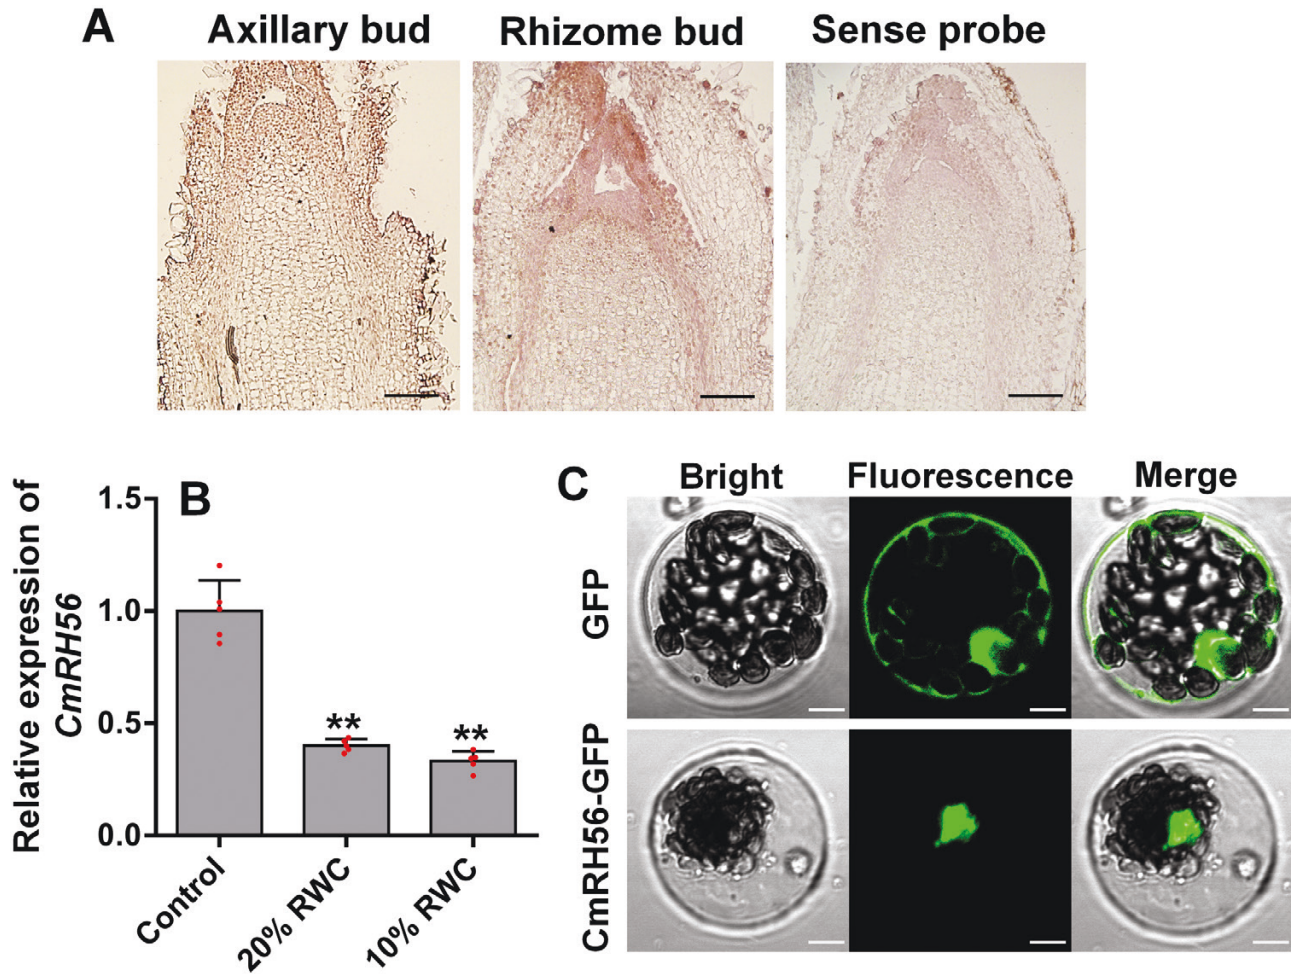 A
Axillary bud
Rhizome bud
Sense probe
B
Relative expression of
CmRH56
1.5
1.0
0.5
0.0
**
**
Control
20% RWC
10% RWC
C
Bright
Fluorescence
Merge
GFP
CmRH56-GFP